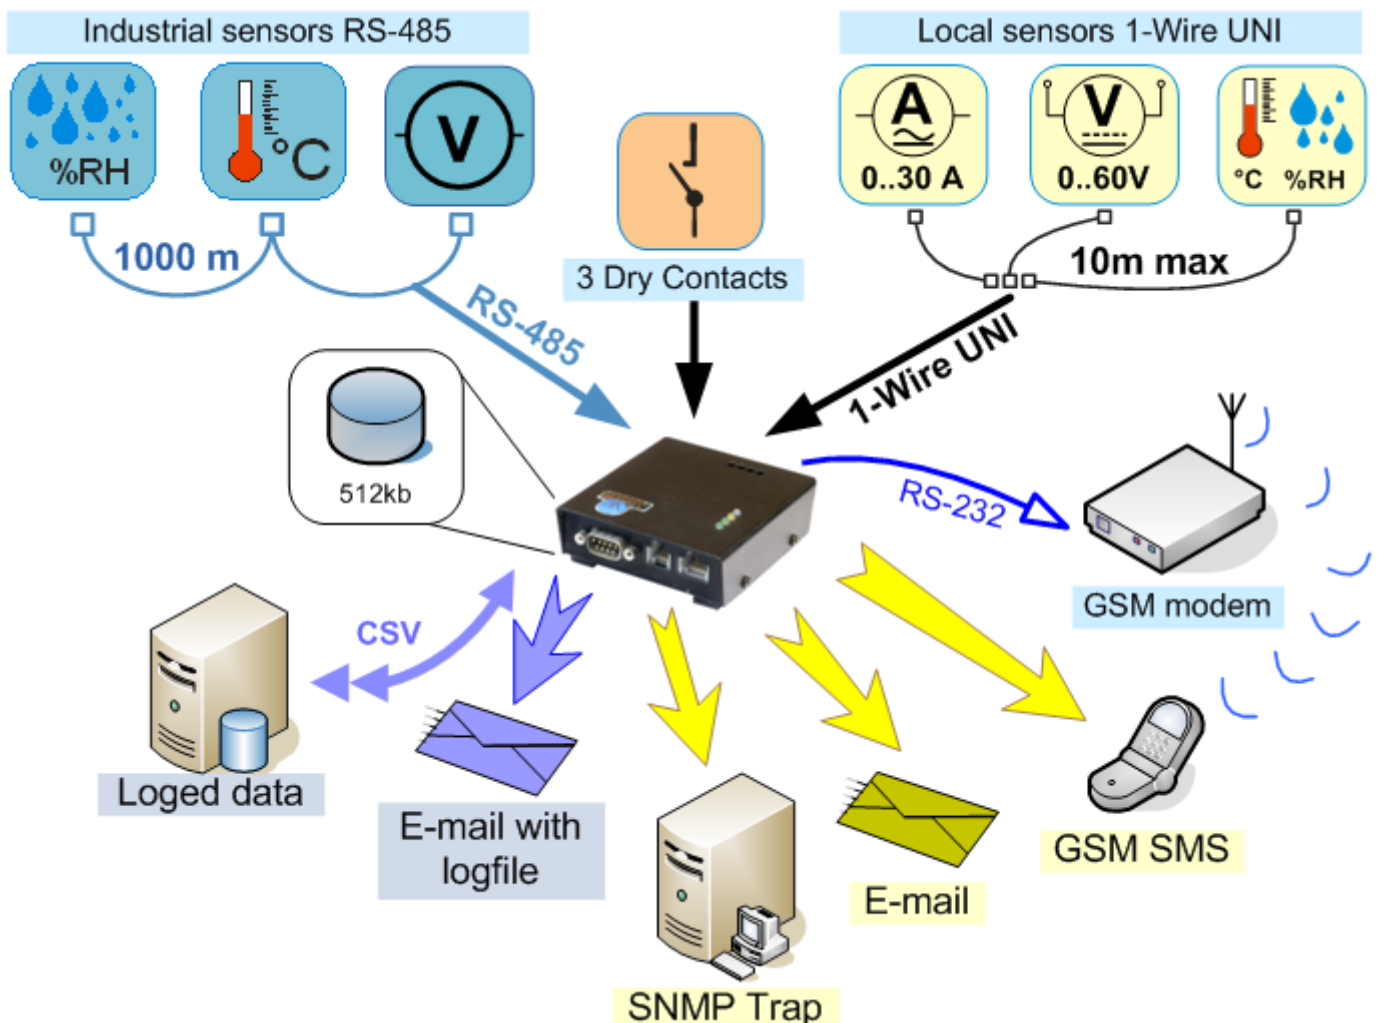 Industrial sensors RS-485
Local sensors 1-Wire UNI
%RH
°C
V
A
0..30 A
V
0..60V
°C %RH
1000 m
10m max
3 Dry Contacts
RS-485
1-Wire UNI
512kb
RS-232
GSM modem
CSV
Loged data
E-mail with
logfile
GSM SMS
E-mail
SNMP Trap